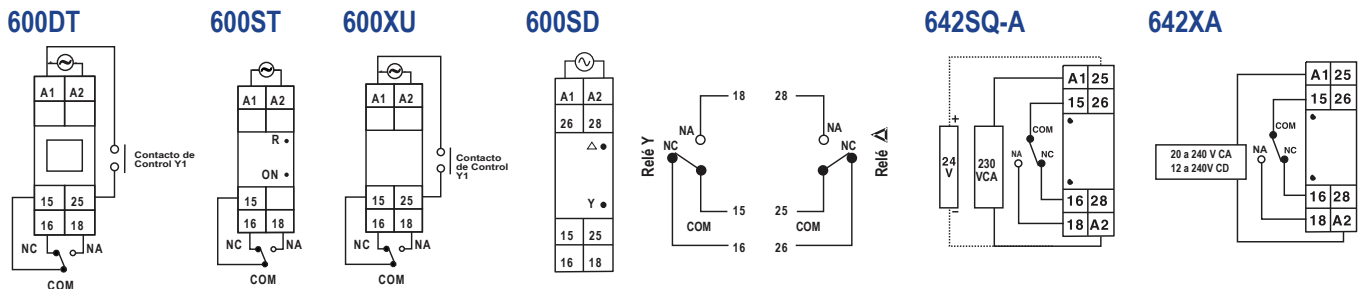 600DT
A1 A2
Contacto de
Control Y1
15 25
16 18
NC NA
COM
600ST
A1 A2
R
ON
15
16 18
NC NA
COM
600XU
A1 A2
Contacto
de Control
Y1
15 25
16 18
NC NA
COM
600SD
A1 A2
26 28
△
Y
15 25
16 18
Relé Y
18
NA
NC
15
COM
16
28
NA
NC
25
COM
26
Relé △
642SQ-A
A1 25
15 26
+
24
V
−
230
VCA
COM
NA
NC
16 28
18 A2
642XA
A1 25
15 26
COM
NA
NC
20 a 240 V CA
12 a 240V CD
16 28
18 A2